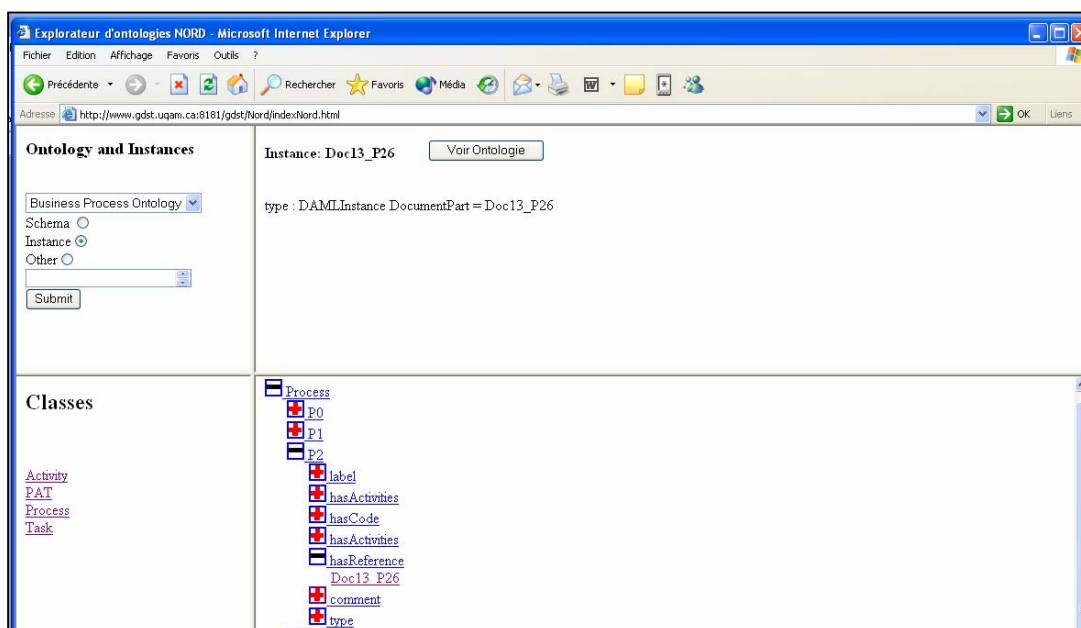 Explorateur d'ontologies NORD - Microsoft Internet Explorer
Fichier Edition Affichage Favoris Outils ?
Précédente Rechercher Favoris Média
Adresse http://www.gdst.uqam.ca:8181/gdst/Nord/indexNord.html OK Liens
Ontology and Instances
Business Process Ontology
Schema
Instance
Other
Submit
Instance: Doc13_P26 Voir Ontologie
type : DAMLInstance DocumentPart = Doc13_P26
Classes
Activity
PAT
Process
Task
Process
P0
P1
P2
label
hasActivities
hasCode
hasActivities
hasReference
Doc13_P26
comment
type